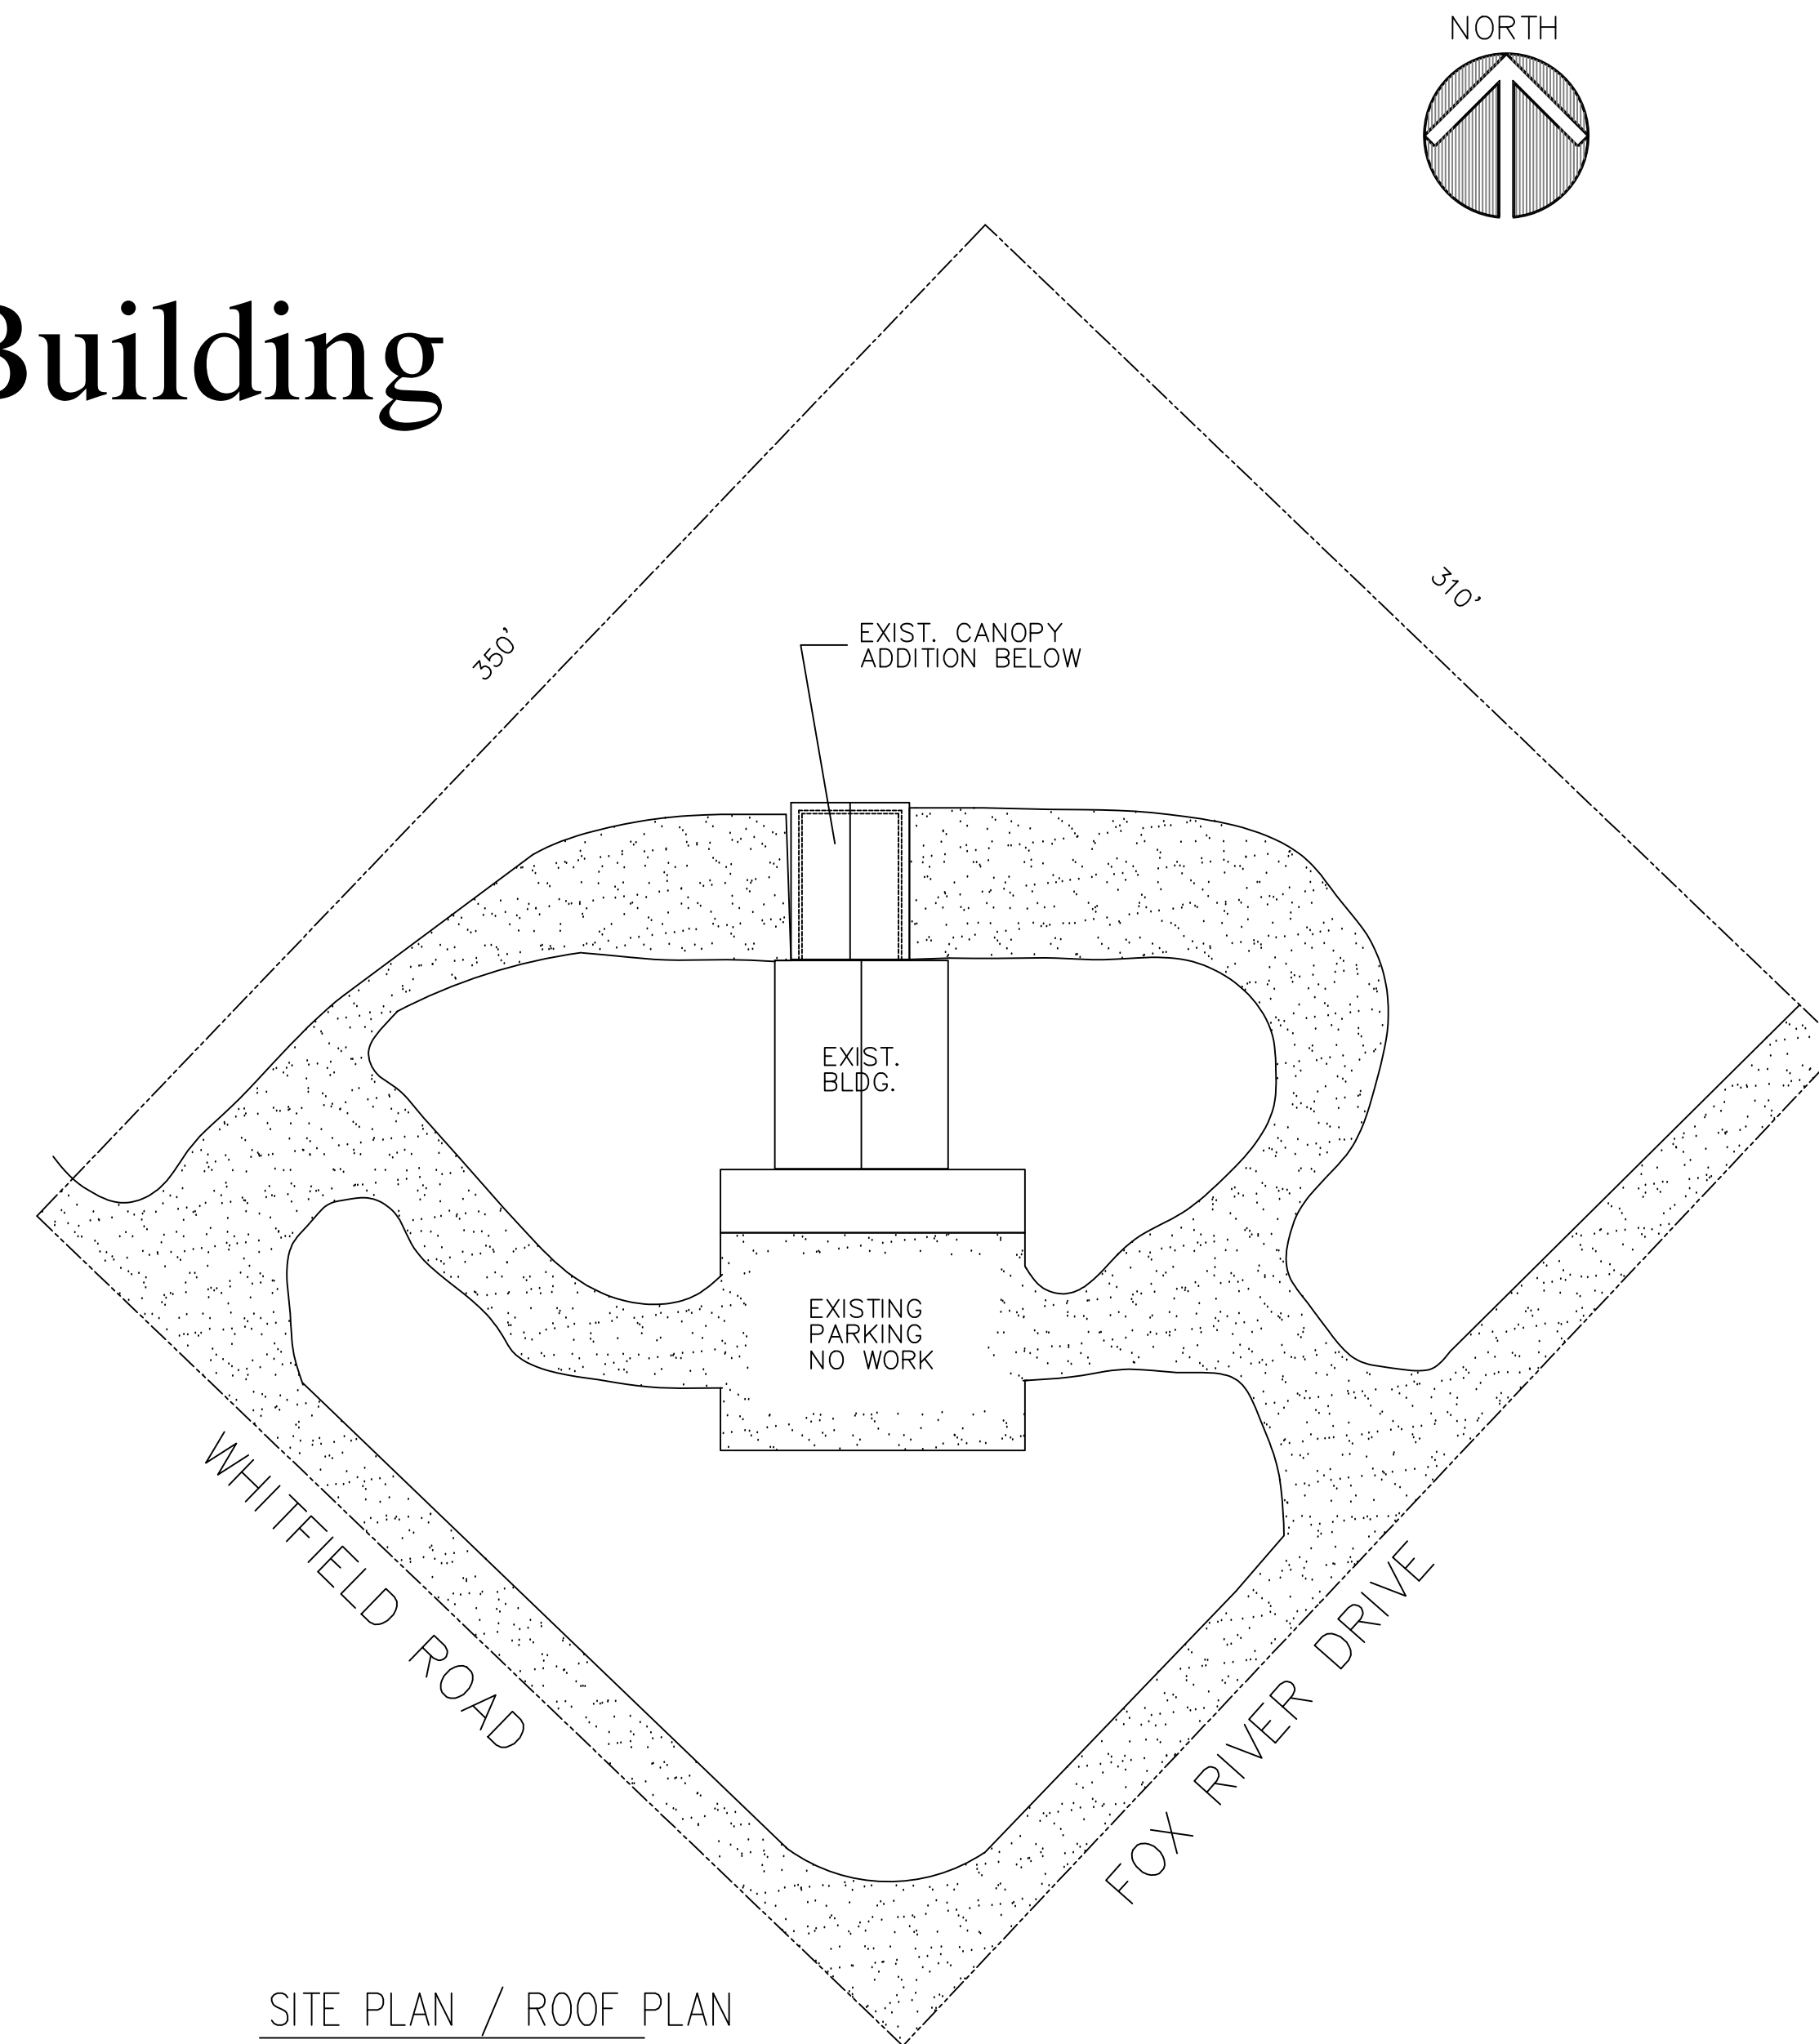 NORTH
Building
310'
350'
EXIST. CANOPY
ADDITION BELOW
EXIST.
BLDG.
EXISTING
PARKING
NO WORK
WHITFIELD ROAD
FOX RIVER DRIVE
SITE PLAN / ROOF PLAN